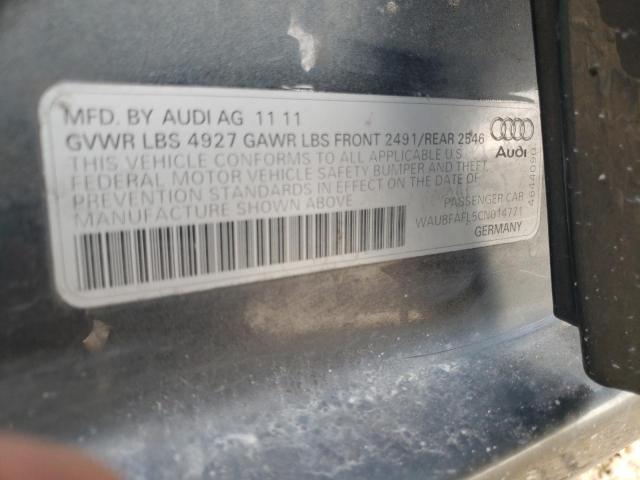 MFD. BY AUDI AG 11 11
GVWR LBS 4927 GAWR LBS FRONT 2491/REAR 2546
THIS VEHICLE CONFORMS TO ALL APPLICABLE U.S.
FEDERAL MOTOR VEHICLE SAFETY BUMPER AND THEFT
PREVENTION STANDARDS IN EFFECT ON THE DATE OF
MANUFACTURE SHOWN ABOVE
Audi
PASSENGER CAR
WAUBFAFL5CN014771
GERMANY
4644090